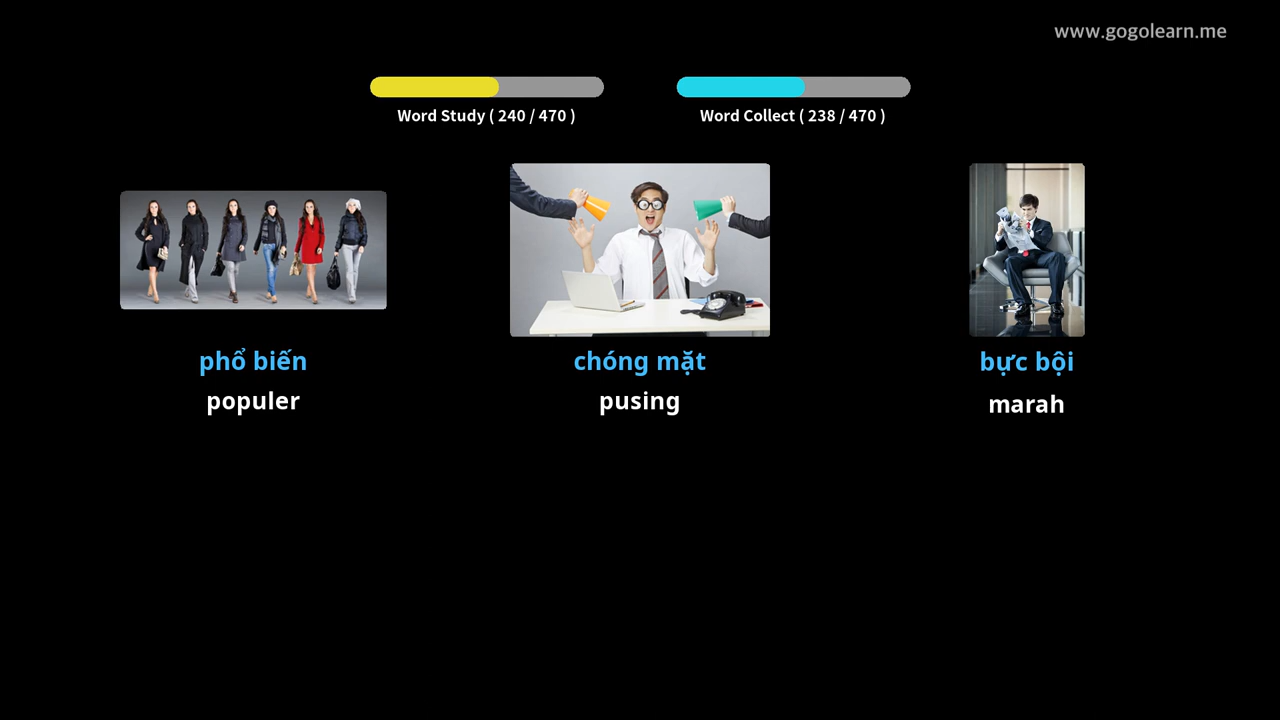 www.gogolearn.me
Word Study ( 240 / 470 )
Word Collect ( 238 / 470 )
phổ biến
populer
chóng mặt
pusing
bực bội
marah